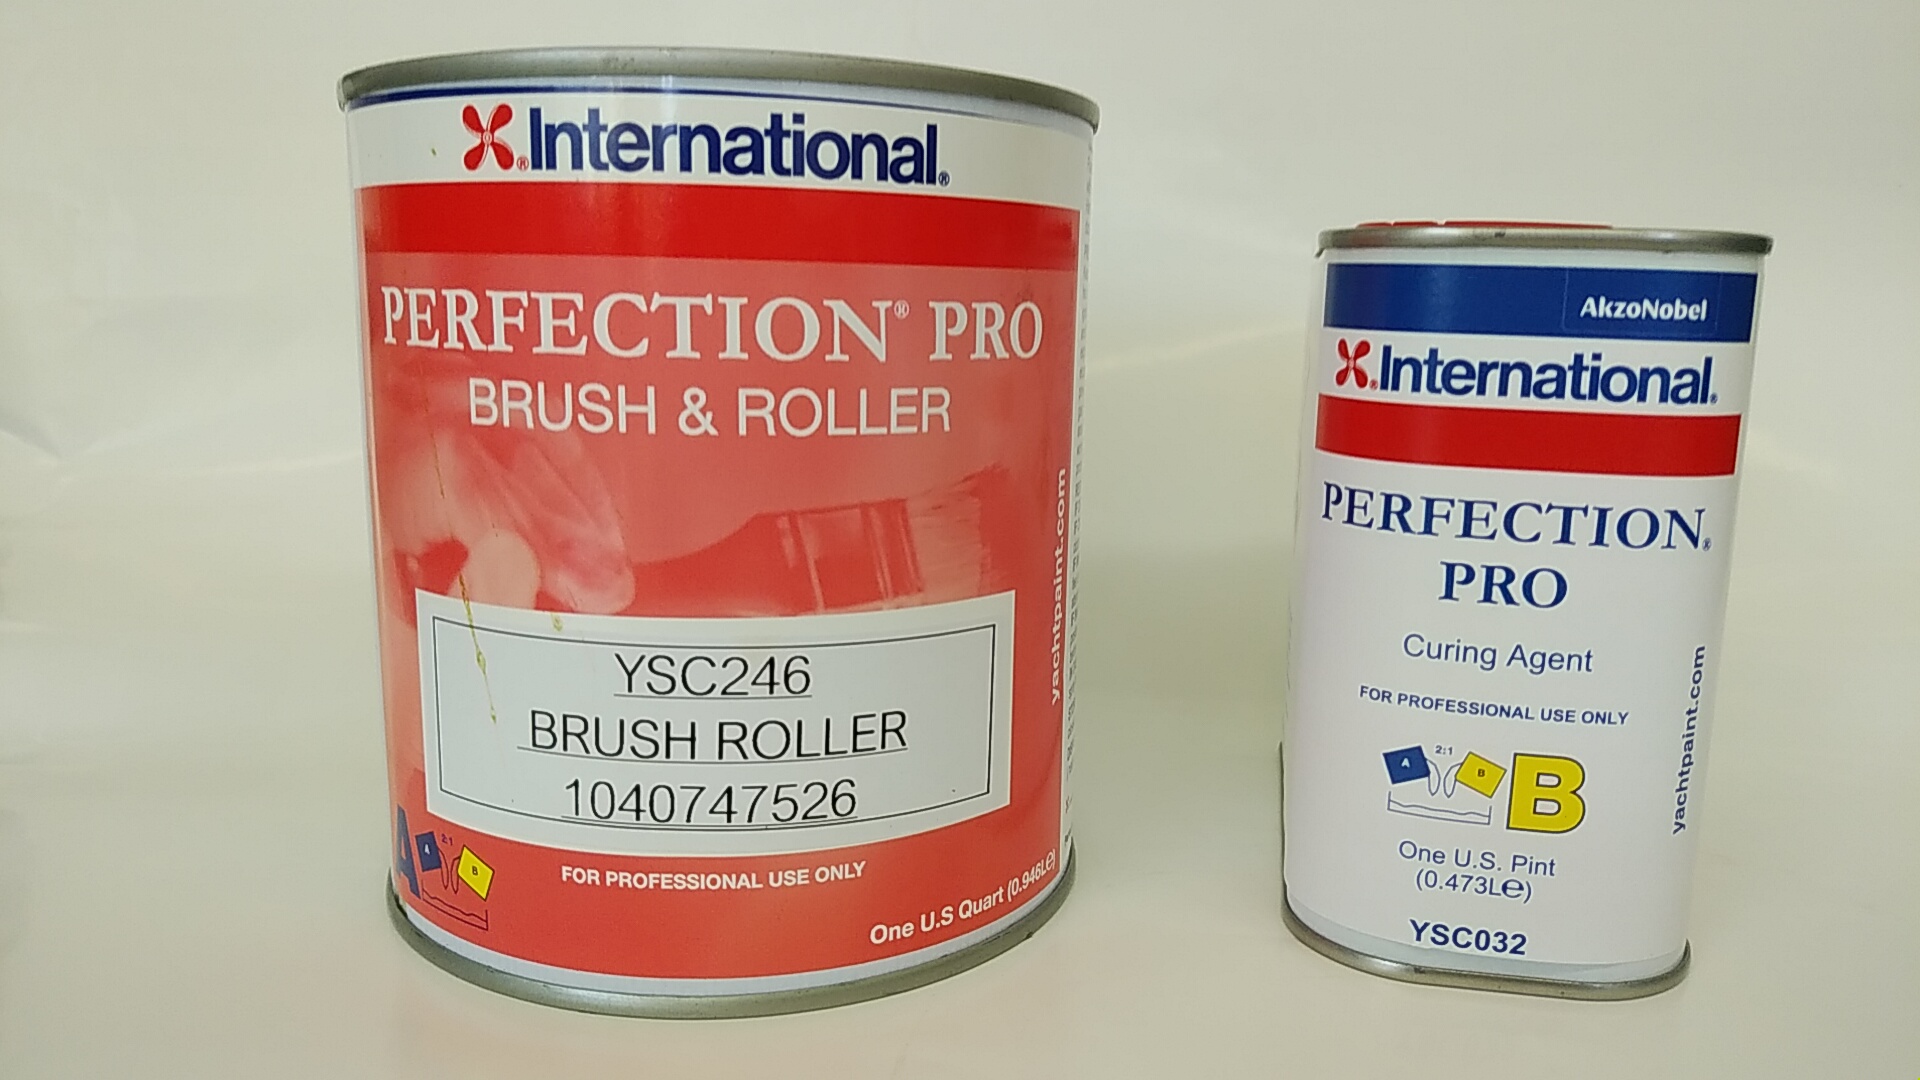 International®
PERFECTION® PRO
BRUSH & ROLLER
yachtpaint.com
YSC246
BRUSH ROLLER
1040747526
A
A 2:1 B
FOR PROFESSIONAL USE ONLY
One U.S Quart (0.946L℮)
AkzoNobel
International®
PERFECTION®
PRO
Curing Agent
FOR PROFESSIONAL USE ONLY
A 2:1 B
B
One U.S. Pint
(0.473L℮)
YSC032
yachtpaint.com